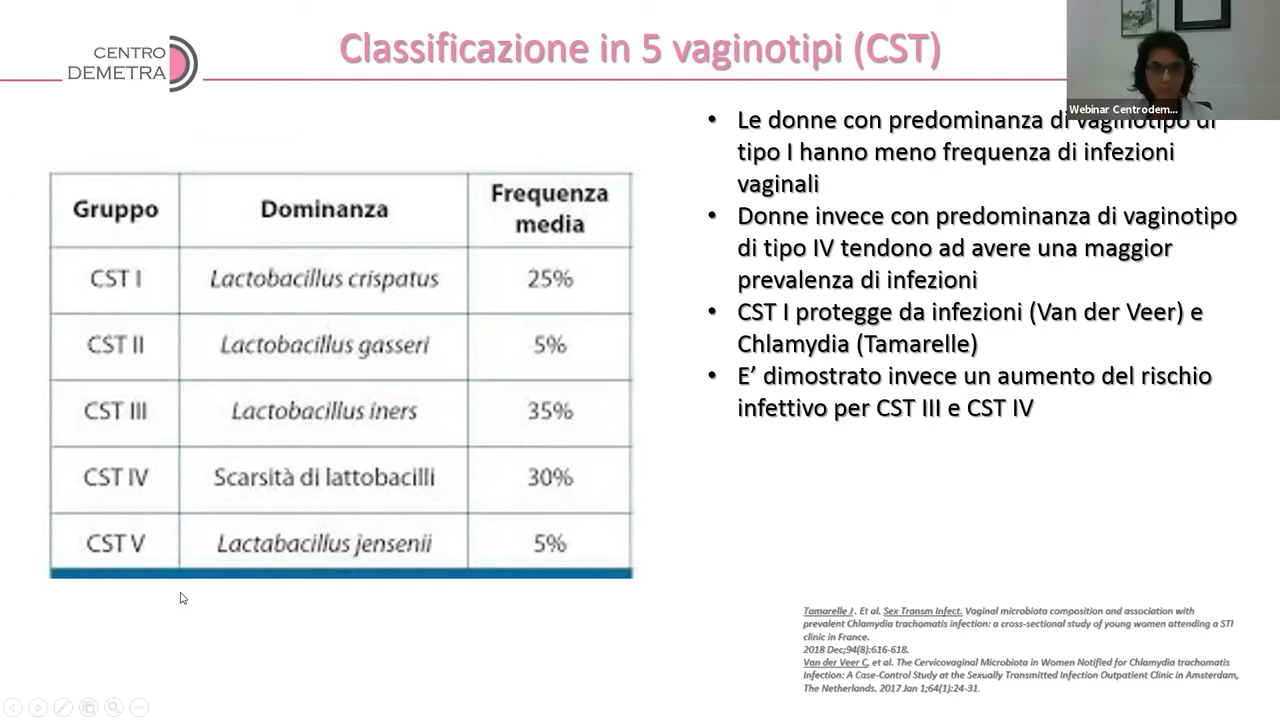 CENTRO
DEMETRA
Classificazione in 5 vaginotipi (CST)
Webinar Centrodem...
Gruppo Dominanza Frequenza media
CST I Lactobacillus crispatus 25%
CST II Lactobacillus gasseri 5%
CST III Lactobacillus iners 35%
CST IV Scarsità di lattobacilli 30%
CST V Lactabacillus jensenii 5%
• Le donne con predominanza di vaginotipo di
tipo I hanno meno frequenza di infezioni
vaginali
• Donne invece con predominanza di vaginotipo
di tipo IV tendono ad avere una maggior
prevalenza di infezioni
• CST I protegge da infezioni (Van der Veer) e
Chlamydia (Tamarelle)
• E’ dimostrato invece un aumento del rischio
infettivo per CST III e CST IV
Tamarelle J . Et al. Sex Transm Infect. Vaginal microbiota composition and association with
prevalent Chlamydia trachomatis infection: a cross-sectional study of young women attending a STI
clinic in France.
2018 Dec;94(8):616-618.
Van der Veer C, et al. The Cervicovaginal Microbiota in Women Notified for Chlamydia trachomatis
Infection: A Case-Control Study at the Sexually Transmitted Infection Outpatient Clinic in Amsterdam,
The Netherlands. 2017 Jan 1;64(1):24-31.